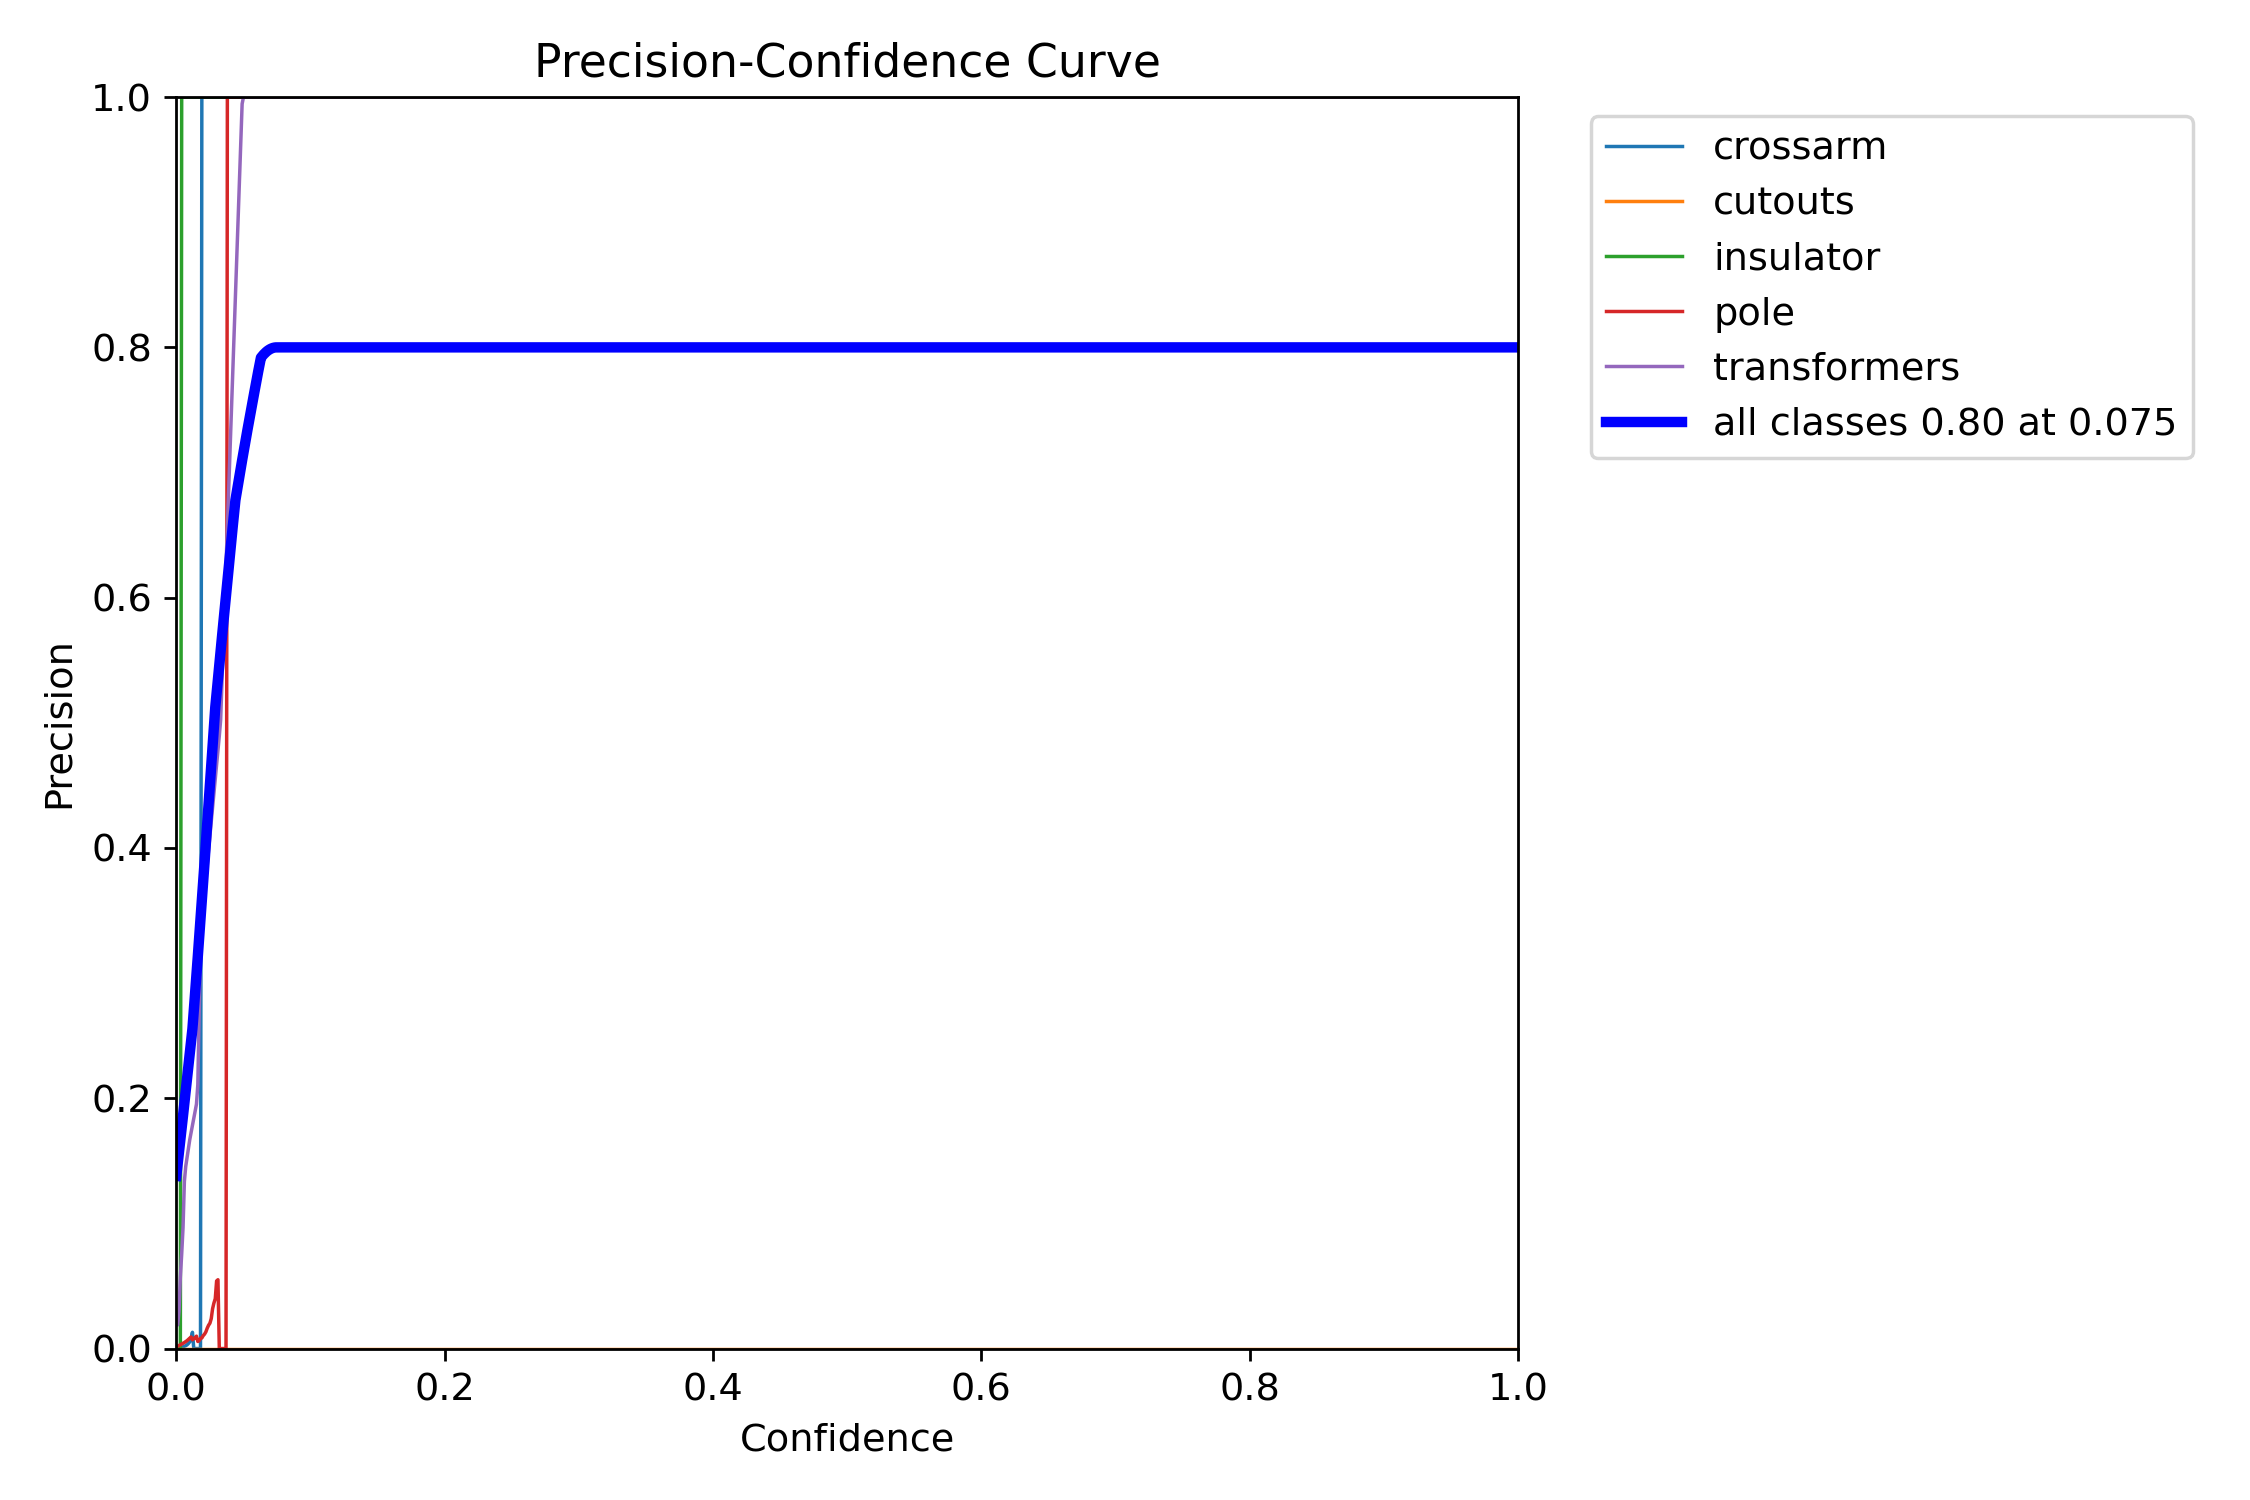 Precision-Confidence Curve
1.0
0.8
0.6
0.4
0.2
0.0
Precision
0.0 0.2 0.4 0.6 0.8 1.0
Confidence
crossarm
cutouts
insulator
pole
transformers
all classes 0.80 at 0.075